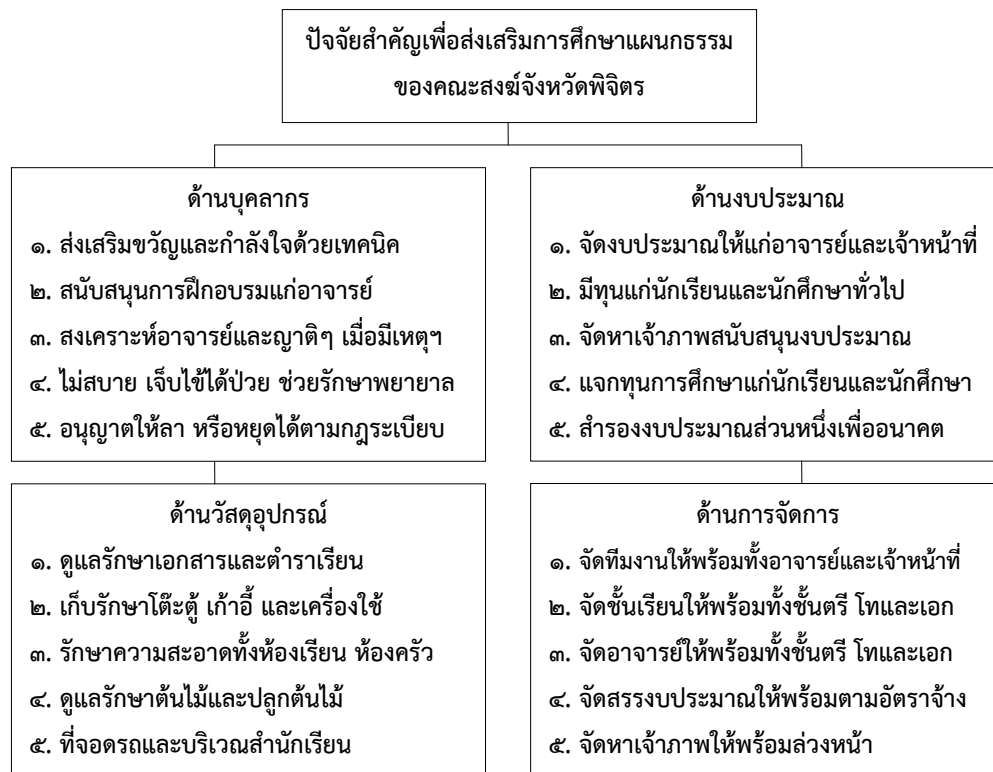 ปัจจัยสำคัญเพื่อส่งเสริมการศึกษาแผนกธรรม
ของคณะสงฆ์จังหวัดพิจิตร
ด้านบุคลากร
๑. ส่งเสริมขวัญและกำลังใจด้วยเทคนิค
๒. สนับสนุนการฝึกอบรมแก่อาจารย์
๓. สงเคราะห์อาจารย์และญาติๆ เมื่อมีเหตุฯ
๔. ไม่สบาย เจ็บไข้ได้ป่วย ช่วยรักษาพยายาล
๕. อนุญาตให้ลา หรือหยุดได้ตามกฎระเบียบ
ด้านงบประมาณ
๑. จัดงบประมาณให้แก่อาจารย์และเจ้าหน้าที่
๒. มีทุนแก่นักเรียนและนักศึกษาทั่วไป
๓. จัดหาเจ้าภาพสนับสนุนงบประมาณ
๔. แจกทุนการศึกษาแก่นักเรียนและนักศึกษา
๕. สำรองงบประมาณส่วนหนึ่งเพื่ออนาคต
ด้านวัสดุอุปกรณ์
๑. ดูแลรักษาเอกสารและตำราเรียน
๒. เก็บรักษาโต๊ะตู้ เก้าอี้ และเครื่องใช้
๓. รักษาความสะอาดทั้งห้องเรียน ห้องครัว
๔. ดูแลรักษาต้นไม้และปลูกต้นไม้
๕. ที่จอดรถและบริเวณสำนักเรียน
ด้านการจัดการ
๑. จัดทีมงานให้พร้อมทั้งอาจารย์และเจ้าหน้าที่
๒. จัดชั้นเรียนให้พร้อมทั้งชั้นตรี โทและเอก
๓. จัดอาจารย์ให้พร้อมทั้งชั้นตรี โทและเอก
๔. จัดสรรงบประมาณให้พร้อมตามอัตราจ้าง
๕. จัดหาเจ้าภาพให้พร้อมล่วงหน้า